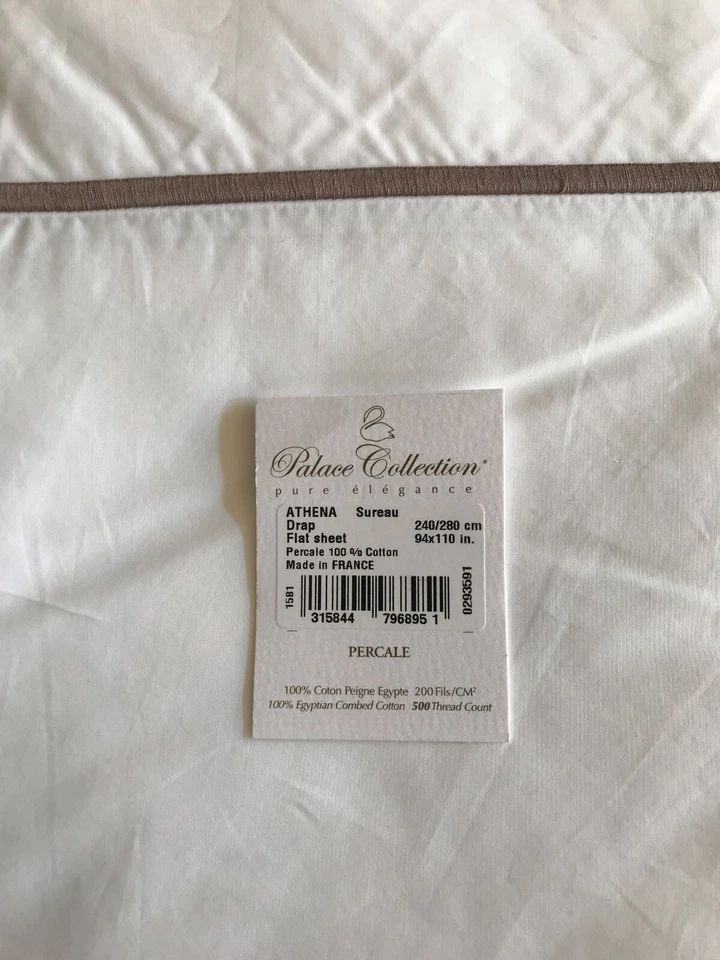 Palace Collection®
pure élégance
ATHENA Sureau
Drap 240/280 cm
Flat sheet 94x110 in.
Percale 100 % Cotton
Made in FRANCE
1581
315844 796895 1
0293591
PERCALE
100% Coton Peigne Egypte 200 Fils/CM²
100% Egyptian Combed Cotton 500 Thread Count